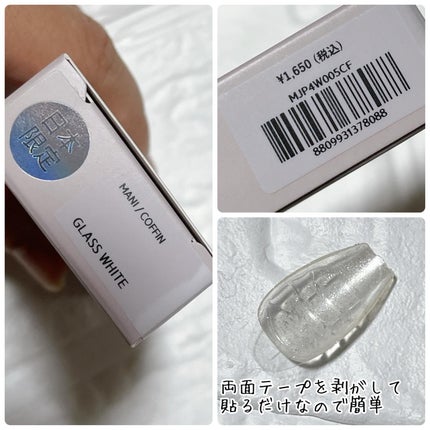 日本
限定
MANI / COFFIN
GLASS WHITE
¥1,650 (税込)
MJP4W005CF
8809931378088
両面テープを剥がして
貼るだけなので簡単